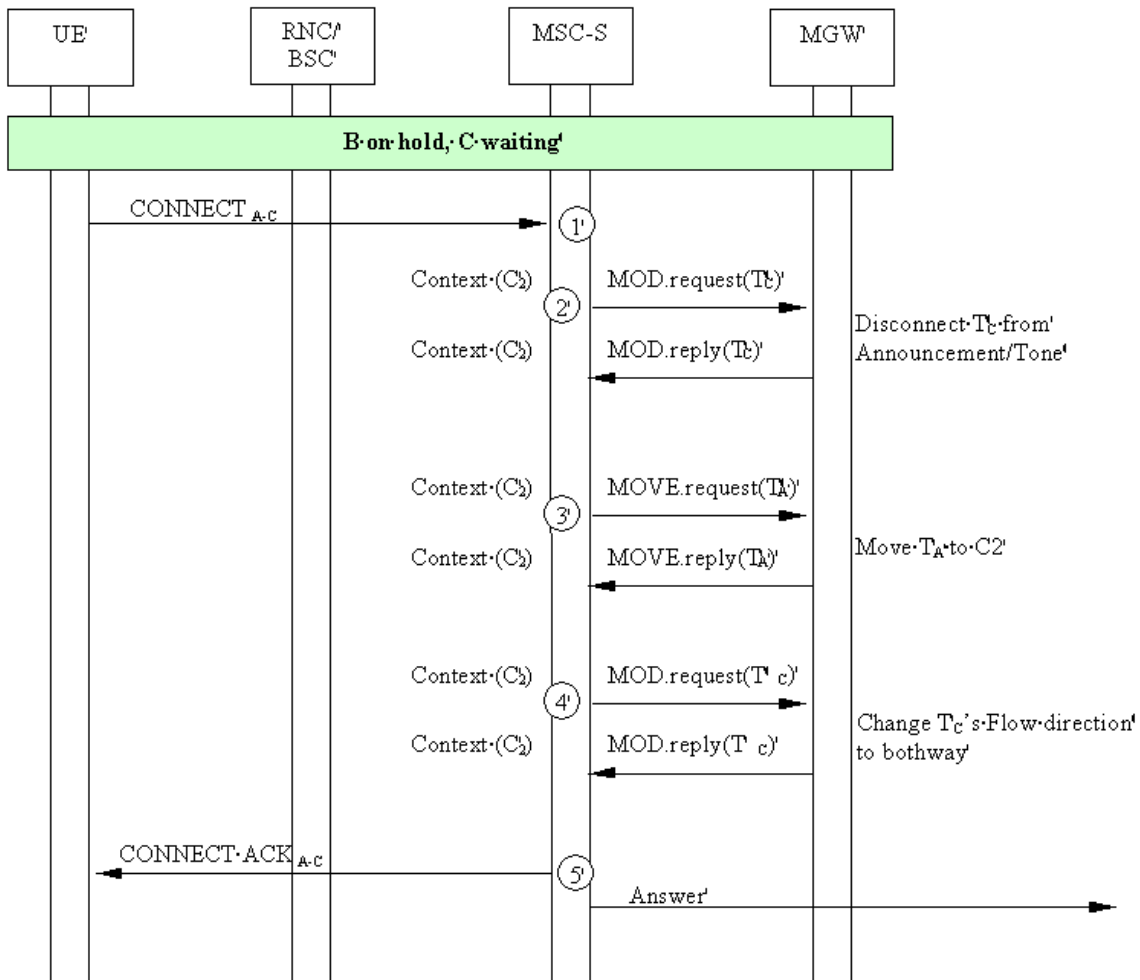 UE
RNC/
BSC
MSC-S
MGW
B·on·hold,·C·waiting
CONNECT A-C
1
Context·(C2)
MOD.request(TC)
2
Disconnect·TC·from
Announcement/Tone
Context·(C2)
MOD.reply(TC)
Context·(C2)
MOVE.request(TA)
3
Move·TA·to·C2
Context·(C2)
MOVE.reply(TA)
Context·(C2)
MOD.request(T C)
4
Change TC's·Flow·direction
to bothway
Context·(C2)
MOD.reply(T C)
CONNECT·ACK A-C
5
Answer